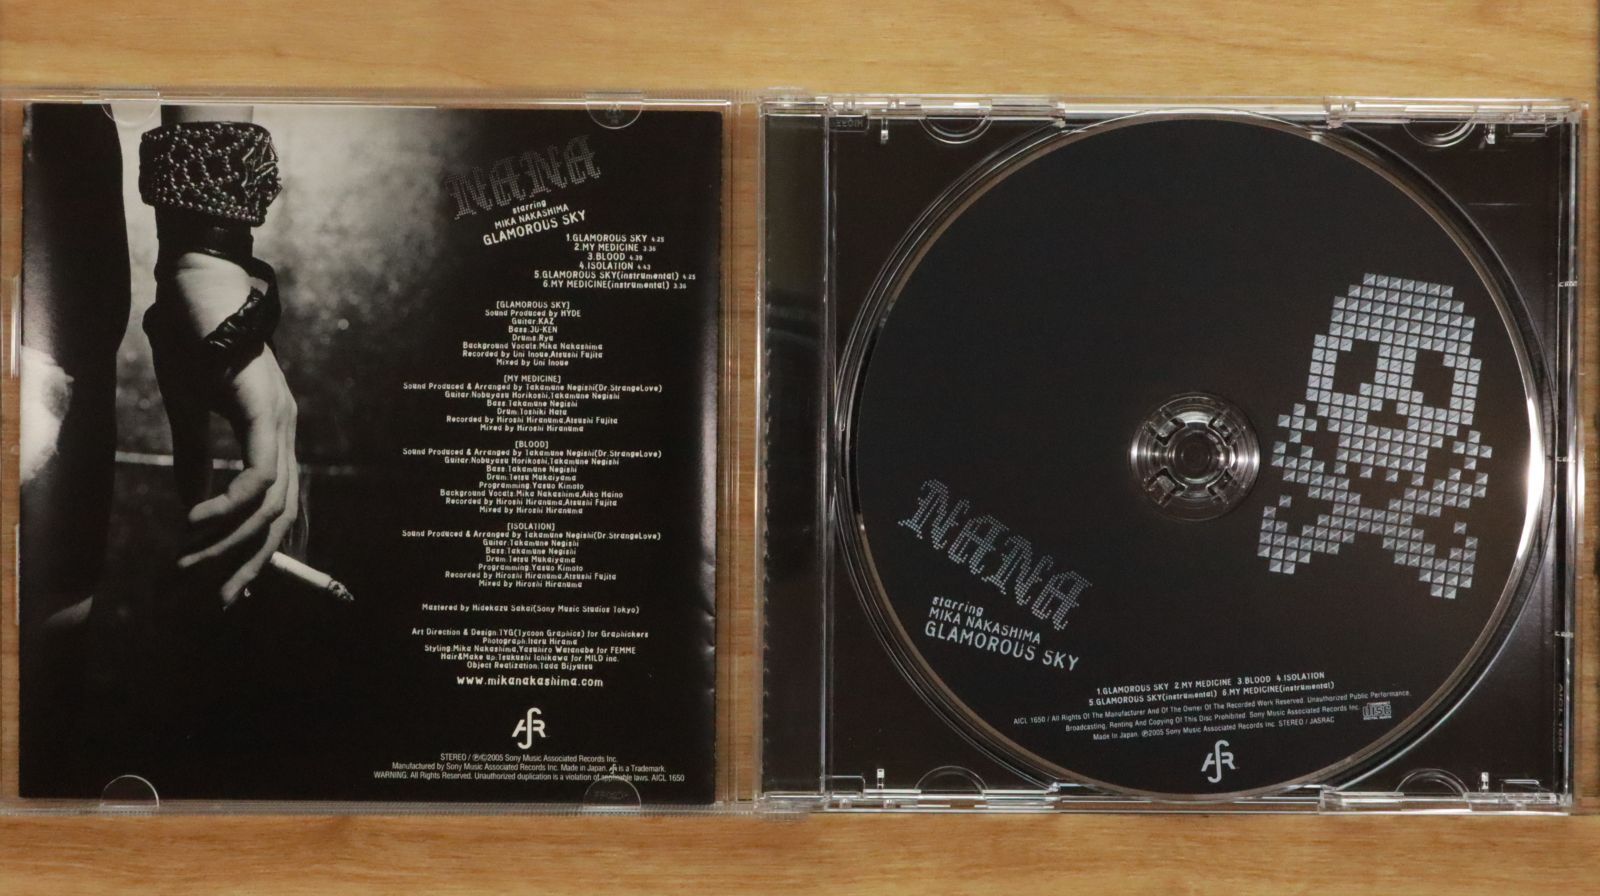 NANA
starring
MIKA NAKASHIMA
GLAMOROUS SKY
1.GLAMOROUS SKY 4.25
2.MY MEDICINE 3.36
3.BLOOD 4.39
4.ISOLATION 4.43
5.GLAMOROUS SKY(instrumental) 4.25
6.MY MEDICINE(instrumental) 3.36
[GLAMOROUS SKY]
Sound Produced by HYDE
Guitar.KAZ
Bass.JU-KEN
Drums.Ryu
Background Vocals.Mika Nakashima
Recorded by Uni Inoue,Atsushi Fujita
Mixed by Uni Inoue
[MY MEDICINE]
Sound Produced & Arranged by Takamune Negishi(Dr.StrangeLove)
Guitar.Nobuyasu Horikoshi,Takamune Negishi
Bass.Takamune Negishi
Drum.Toshiki Hata
Recorded by Hiroshi Hiranuma,Atsushi Fujita
Mixed by Hiroshi Hiranuma
[BLOOD]
Sound Produced & Arranged by Takamune Negishi(Dr.StrangeLove)
Guitar.Nobuyasu Horikoshi,Takamune Negishi
Bass.Takamune Negishi
Drum.Tetsu Mukaiyama
Programming.Yasuo Kimoto
Background Vocals.Mika Nakashima,Aiko Haino
Recorded by Hiroshi Hiranuma,Atsushi Fujita
Mixed by Hiroshi Hiranuma
[ISOLATION]
Sound Produced & Arranged by Takamune Negishi(Dr.StrangeLove)
Guitar.Takamune Negishi
Bass.Takamune Negishi
Drum.Tetsu Mukaiyama
Programming.Yasuo Kimoto
Recorded by Hiroshi Hiranuma,Atsushi Fujita
Mixed by Hiroshi Hiranuma
Mastered by Hidekazu Sakai(Sony Music Studios Tokyo)
Art Direction & Design.TYG(Tycoon Graphics) for Graphickers
Photograph.Itaru Hirama
Styling.Mika Nakashima,Yasuhiro Watanabe for FEMME
Hair&Make up.Tsukushi Ichikawa for MILD inc.
Object Realization.Tada Bijyutsu
www.mikanakashima.com
STEREO / ℗©2005 Sony Music Associated Records Inc.
Manufactured by Sony Music Associated Records Inc. Made in Japan. is a Trademark.
WARNING. All Rights Reserved. Unauthorized duplication is a violation of applicable laws. AICL 1650
NANA
starring
MIKA NAKASHIMA
GLAMOROUS SKY
1.GLAMOROUS SKY 2.MY MEDICINE 3.BLOOD 4.ISOLATION
5.GLAMOROUS SKY(instrumental) 6.MY MEDICINE(instrumental)
AICL 1650 / All Rights Of The Manufacturer And Of The Owner Of The Recorded Work Reserved. Unauthorized Public Performance,
Broadcasting, Renting And Copying Of This Disc Prohibited. Sony Music Associated Records Inc.
Made In Japan. ℗2005 Sony Music Associated Records Inc. STEREO / JASRAC
disc